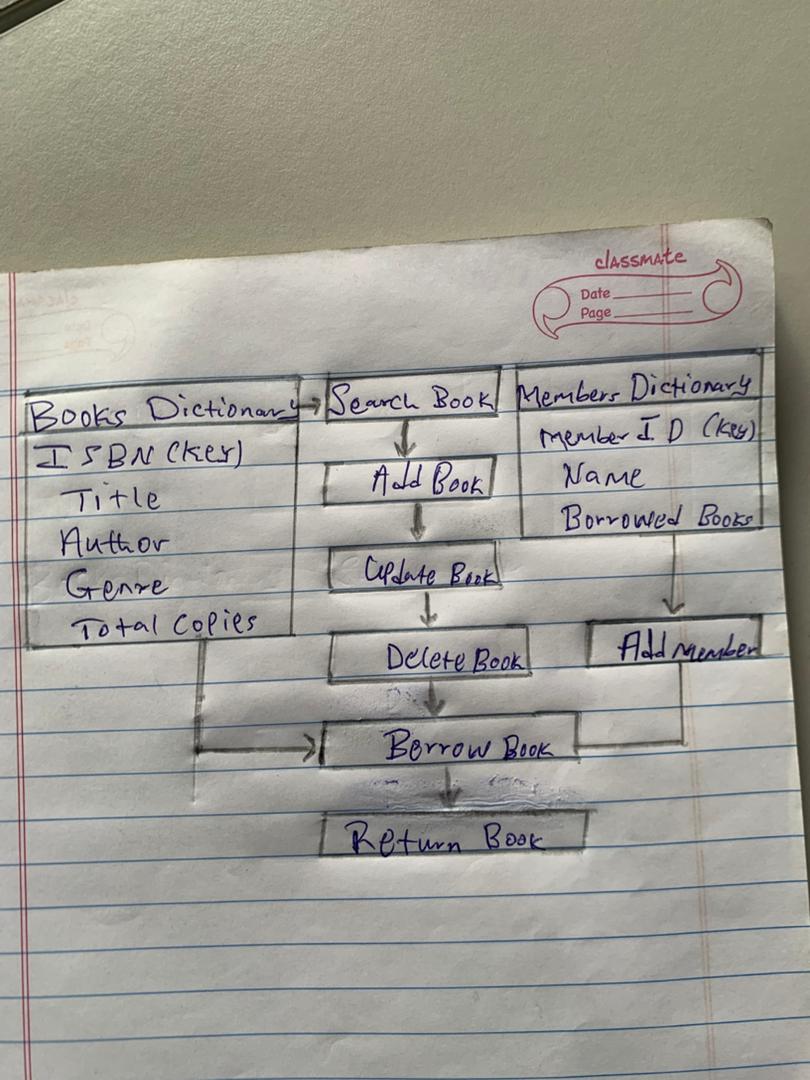 classmate
Date
Page
Books Dictionary
ISBN (Key)
Title
Author
Genre
Total Copies
Search Book
Add Book
Update Book
Delete Book
Borrow Book
Return Book
Members Dictionary
Member ID (Key)
Name
Borrowed Books
Add Member